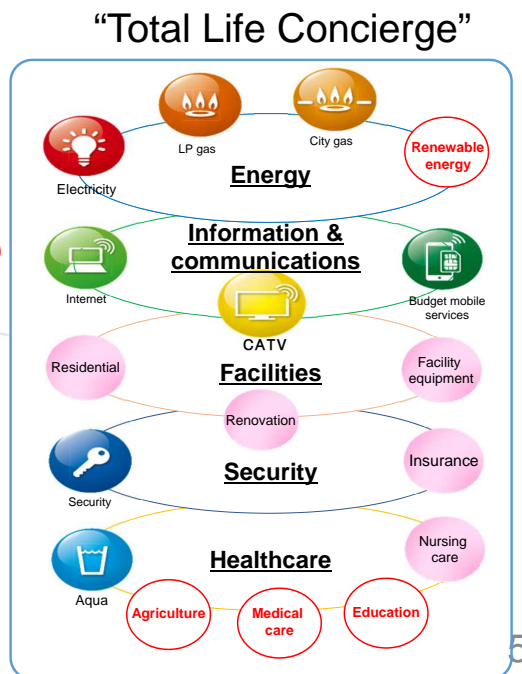 “Total Life Concierge”
LP gas
City gas
Renewable
energy
Electricity
Energy
Information &
communications
Internet
Budget mobile
services
CATV
Residential
Facilities
Facility
equipment
Renovation
Security
Insurance
Security
Nursing
care
Healthcare
Aqua
Agriculture
Medical
care
Education
5